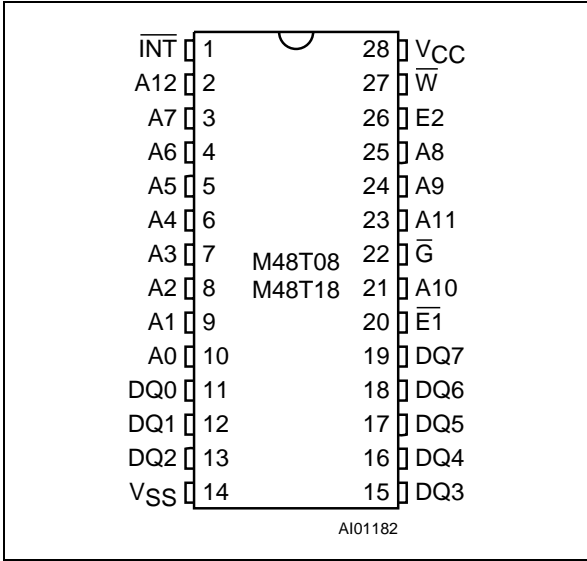 I̅N̅T̅ 1 28 VCC
A12 2 27 W̅
A7 3 26 E2
A6 4 25 A8
A5 5 24 A9
A4 6 23 A11
A3 7 22 G̅
M48T08
A2 8 21 A10
M48T18
A1 9 20 E̅1̅
A0 10 19 DQ7
DQ0 11 18 DQ6
DQ1 12 17 DQ5
DQ2 13 16 DQ4
VSS 14 15 DQ3
AI01182